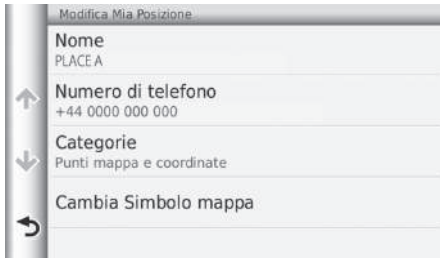 Modifica Mia Posizione
Nome
PLACE A
Numero di telefono
+44 0000 000 000
Categorie
Punti mappa e coordinate
Cambia Simbolo mappa